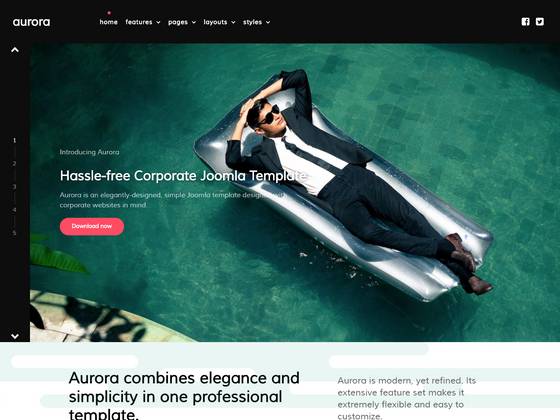 aurora
home features pages layouts styles
1
2
3
4
5
Introducing Aurora
Hassle-free Corporate Joomla Template
Aurora is an elegantly-designed, simple Joomla template designed with
corporate websites in mind.
Download now
Aurora combines elegance and
simplicity in one professional
template.
Aurora is modern, yet refined. Its
extensive feature set makes it
extremely flexible and easy to
customize.